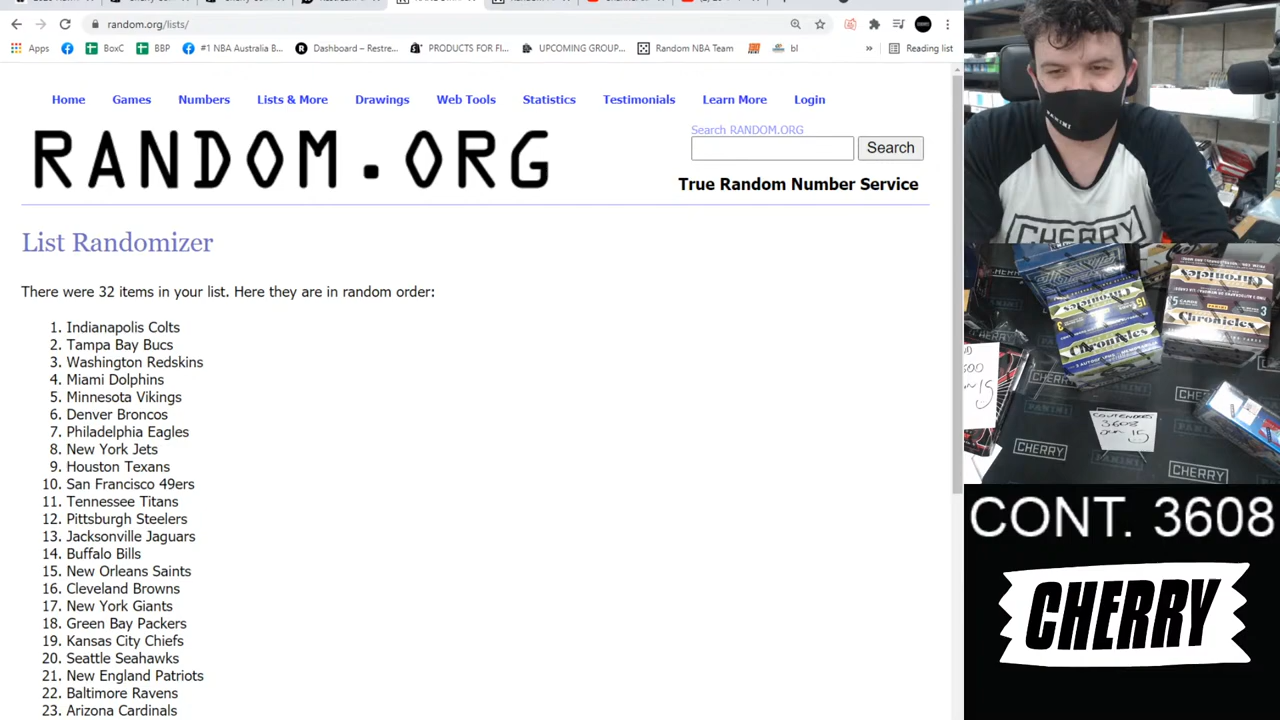 random.org/lists/
Apps BoxC BBP #1 NBA Australia B... Dashboard – Restre... PRODUCTS FOR FI... UPCOMING GROUP... Random NBA Team bl » Reading list
Home Games Numbers Lists & More Drawings Web Tools Statistics Testimonials Learn More Login
RANDOM.ORG
Search RANDOM.ORG
Search
True Random Number Service
List Randomizer
There were 32 items in your list. Here they are in random order:
1. Indianapolis Colts
2. Tampa Bay Bucs
3. Washington Redskins
4. Miami Dolphins
5. Minnesota Vikings
6. Denver Broncos
7. Philadelphia Eagles
8. New York Jets
9. Houston Texans
10. San Francisco 49ers
11. Tennessee Titans
12. Pittsburgh Steelers
13. Jacksonville Jaguars
14. Buffalo Bills
15. New Orleans Saints
16. Cleveland Browns
17. New York Giants
18. Green Bay Packers
19. Kansas City Chiefs
20. Seattle Seahawks
21. New England Patriots
22. Baltimore Ravens
23. Arizona Cardinals
PANINI
CHERRY
Chronicles
Chronicles
Chronicles
Chronicles
CONTENDERS
3608
15
CHERRY
PANINI
CHERRY
CONT. 3608
CHERRY